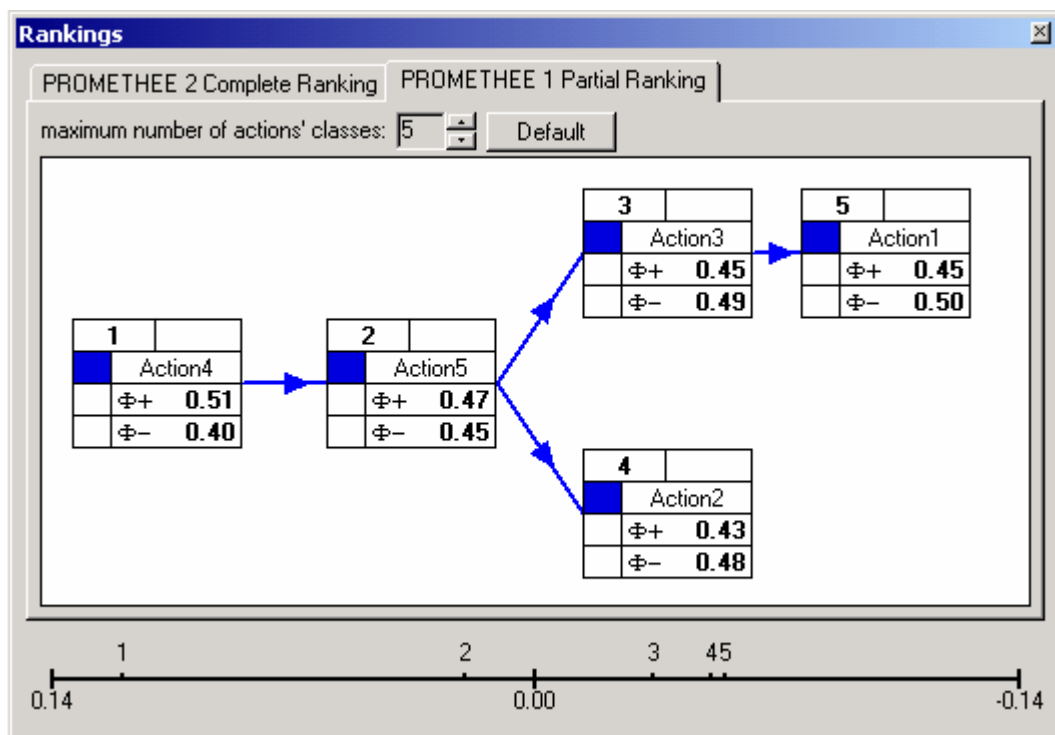 Rankings
PROMETHEE 2 Complete Ranking PROMETHEE 1 Partial Ranking
maximum number of actions' classes: 5 Default
1
Action4
Φ+ 0.51
Φ− 0.40
2
Action5
Φ+ 0.47
Φ− 0.45
3
Action3
Φ+ 0.45
Φ− 0.49
5
Action1
Φ+ 0.45
Φ− 0.50
4
Action2
Φ+ 0.43
Φ− 0.48
1 2 3 45
0.14 0.00 -0.14